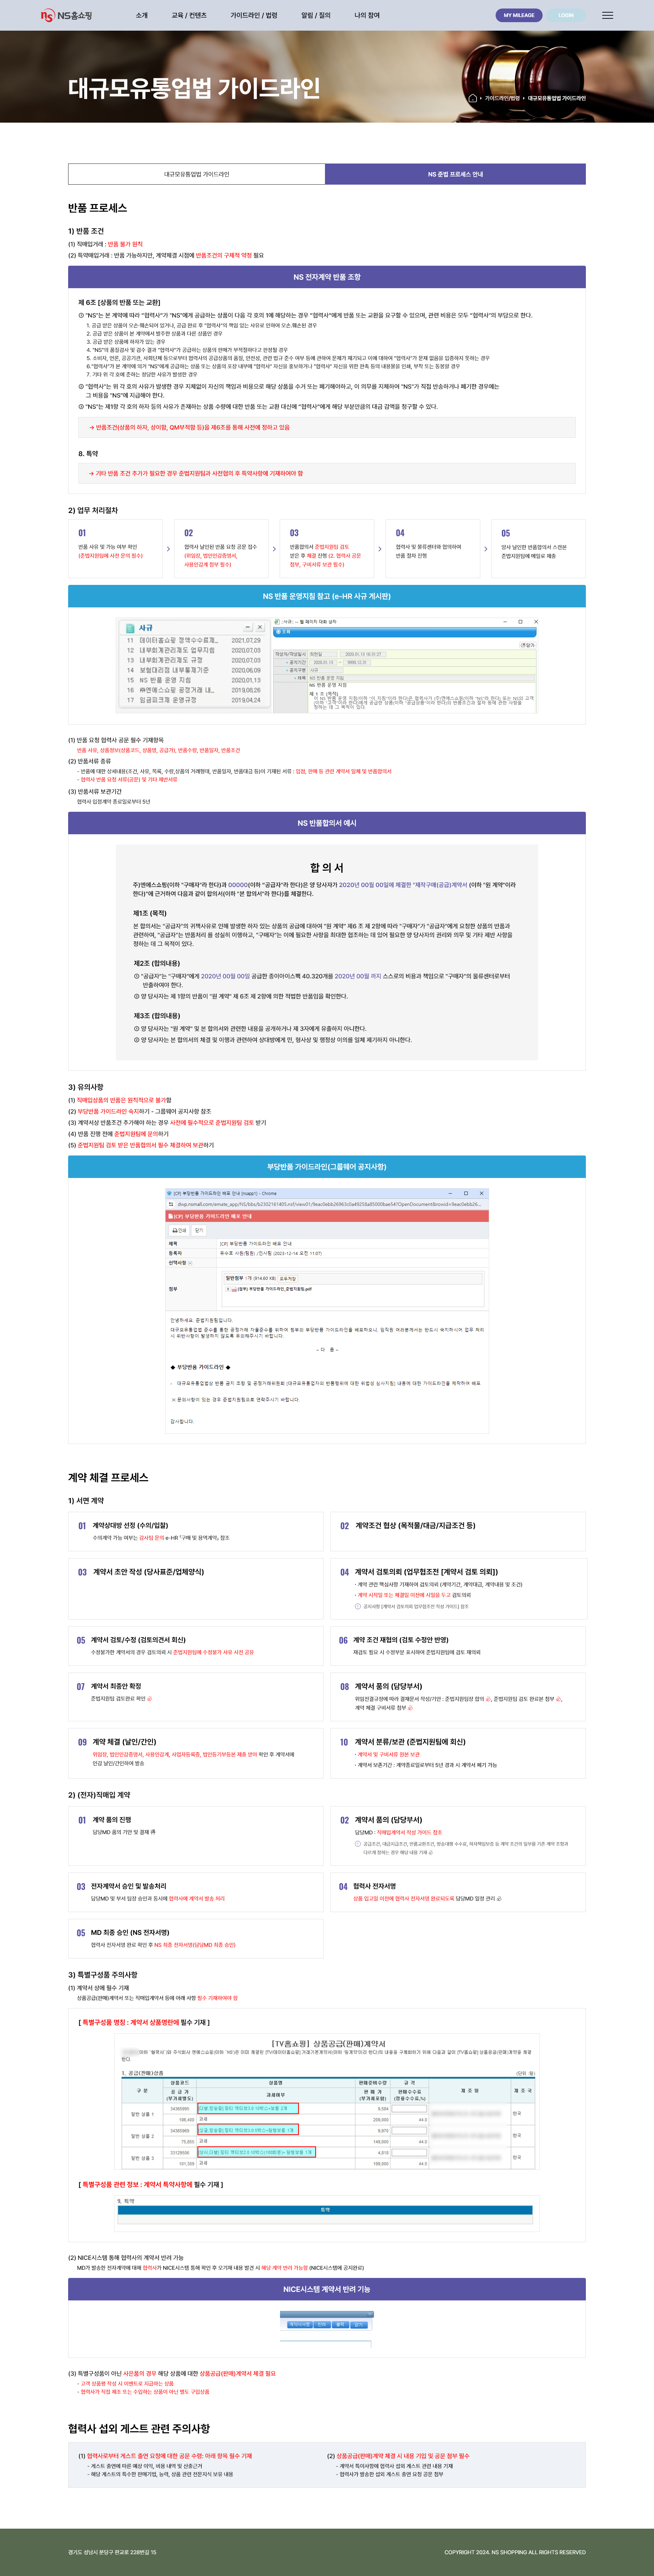 NS홈쇼핑
소개
교육 / 컨텐츠
가이드라인 / 법령
알림 / 질의
나의 참여
MY MILEAGE
LOGIN
대규모유통업법 가이드라인
가이드라인/법령
대규모유통업법 가이드라인
대규모유통업법 가이드라인
NS 준법 프로세스 안내
반품 프로세스
1) 반품 조건
(1) 직매입거래 : 반품 불가 원칙
(2) 특약매입거래 : 반품 가능하지만, 계약체결 시점에 반품조건의 구체적 약정 필요
NS 전자계약 반품 조항
제 6조 [상품의 반품 또는 교환]
① "NS"는 본 계약에 따라 "협력사"가 "NS"에게 공급하는 상품이 다음 각 호의 1에 해당하는 경우 "협력사"에게 반품 또는 교환을 요구할 수 있으며, 관련 비용은 모두 "협력사"의 부담으로 한다.
1. 공급 받은 상품이 오손·훼손되어 있거나, 공급 완료 후 "협력사"의 책임 있는 사유로 인하여 오손·훼손된 경우
2. 공급 받은 상품이 본 계약에서 발주한 상품과 다른 상품인 경우
3. 공급 받은 상품에 하자가 있는 경우
4. "NS"의 품질검사 및 검수 결과 "협력사"가 공급하는 상품의 판매가 부적절하다고 판정될 경우
5. 소비자, 언론, 공공기관, 사회단체 등으로부터 협력사의 공급상품의 품질, 안전성, 관련 법규 준수 여부 등에 관하여 문제가 제기되고 이에 대하여 "협력사"가 문제 없음을 입증하지 못하는 경우
7. 기타 위 각 호에 준하는 정당한 사유가 발생한 경우
② "협력사"는 위 각 호의 사유가 발생한 경우 지체없이 자신의 책임과 비용으로 해당 상품을 수거 또는 폐기해야하고, 이 의무를 지체하여 "NS"가 직접 반송하거나 폐기한 경우에는
그 비용을 "NS"에 지급해야 한다.
③ "NS"는 제1항 각 호의 하자 등의 사유가 존재하는 상품 수량에 대한 반품 또는 교환 대신에 "협력사"에게 해당 부분만큼의 대금 감액을 청구할 수 있다.
→ 반품조건(상품의 하자, 상이함, QM부적합 등)을 제6조를 통해 사전에 정하고 있음
8. 특약
→ 기타 반품 조건 추가가 필요한 경우 준법지원팀과 사전협의 후 특약사항에 기재하여야 함
2) 업무 처리절차
01
반품 사유 및 가능 여부 확인
(준법지원팀에 사전 문의 필수)
02
협력사 날인된 반품 요청 공문 접수
(위임장, 법인인감증명서,
사용인감계 첨부 필수)
03
반품합의서 준법지원팀 검토
받은 후 체결 진행 (2. 협력사 공문
첨부, 구비서류 보관 필수)
04
협력사 및 물류센터와 협의하여
반품 절차 진행
05
양사 날인한 반품합의서 스캔본
준법지원팀에 메일로 제출
NS 반품 운영지침 참고 (e-HR 사규 게시판)
사규
11 데이터홈쇼핑 정액수수료제... 2021,07,29
12 내부회계관리제도 업무지침 2021,07,03
13 내부회계관리제도 규정 2021,07,03
14 보험대리점 내부통제기준 2020,06,09
15 NS 반품 운영 지침 2020,01,13
16 ㈜엔에스쇼핑 공정거래 내... 2019,08,26
17 임피크제 운영규정 2019,04,24
조회
NS 반품 운영 지침
(1) 반품 요청 협력사 공문 필수 기재항목
반품 사유, 상품정보(상품코드, 상품명, 공급가), 반품수량, 반품일자, 반품조건
(2) 반품서류 종류
- 반품에 대한 상세내용(조건, 사유, 목록, 수량,상품의 거래형태, 반품일자, 반품대금 등)이 기재된 서류 : 입점, 판매 등 관련 계약서 일체 및 반품합의서
- 협력사 반품 요청 서류(공문) 및 기타 제반서류
(3) 반품서류 보관기간
협력사 입점계약 종료일로부터 5년
NS 반품합의서 예시
합 의 서
주)엔에스쇼핑(이하 "구매자"라 한다)과 00000(이하 "공급자"라 한다)은 양 당사자가 2020년 00월 00일에 체결한 "제작구매(공급)계약서 (이하 "원 계약"이라
한다)"에 근거하여 다음과 같이 합의서(이하 "본 합의서"라 한다)를 체결한다.
제1조 (목적)
본 합의서는 "공급자"의 귀책사유로 인해 발생한 하자 있는 상품의 공급에 대하여 "원 계약" 제6 조 제 2항에 따라 "구매자"가 "공급자"에게 요청한 상품의 반품과
관련하여, "공급자"는 반품처리 를 성실히 이행하고, "구매자"는 이에 필요한 사항을 최대한 협조하는 데 있어 필요한 양 당사자의 권리와 의무 및 기타 제반 사항을
정하는 데 그 목적이 있다.
제2조 (합의내용)
① "공급자"는 "구매자"에게 2020년 00월 00일 공급한 종이아이스팩 40.320개를 2020년 00월 까지 스스로의 비용과 책임으로 "구매자"의 물류센터로부터
반출하여야 한다.
② 양 당사자는 제 1항의 반품이 "원 계약" 제 6조 제 2항에 의한 적법한 반품임을 확인한다.
제3조 (합의내용)
① 양 당사자는 "원 계약" 및 본 합의서와 관련한 내용을 공개하거나 제 3자에게 유출하지 아니한다.
② 양 당사자는 본 합의서의 체결 및 이행과 관련하여 상대방에게 민, 형사상 및 행정상 이의를 일체 제기하지 아니한다.
3) 유의사항
(1) 직매입상품의 반품은 원칙적으로 불가함
(2) 부당반품 가이드라인 숙지하기 - 그룹웨어 공지사항 참조
(3) 계약서상 반품조건 추가해야 하는 경우 사전에 필수적으로 준법지원팀 검토 받기
(4) 반품 진행 전에 준법지원팀에 문의하기
(5) 준법지원팀 검토 받은 반품합의서 필수 체결하여 보관하기
부당반품 가이드라인(그룹웨어 공지사항)
[CP] 부당반품 가이드라인 배포 안내
인쇄 닫기
제목 [CP] 부당반품 가이드라인 배포 안내
선택사항
첨부
(첨부) 부당반품 가이드라인_준법지원팀.pdf
안녕하세요. 준법지원팀입니다.
- 다 음 -
◆ 부당반품 가이드라인 ◆
※ 문의사항이 있는 경우 준법지원팀으로 연락주시기 바랍니다.
감사합니다.
계약 체결 프로세스
1) 서면 계약
01 계약상대방 선정 (수의/입찰)
수의계약 가능 여부는 감사팀 문의 e-HR 「구매 및 용역계약」 참조
02 계약조건 협상 (목적물/대금/지급조건 등)
03 계약서 초안 작성 (당사표준/업체양식)
04 계약서 검토의뢰 (업무협조전 [계약서 검토 의뢰])
· 계약 관련 핵심사항 기재하여 검토의뢰 (계약기간, 계약대금, 계약내용 및 조건)
· 계약 시작일 또는 체결일 이전에 시일을 두고 검토의뢰
공지사항 [계약서 검토의뢰 업무협조전 작성 가이드] 참조
05 계약서 검토/수정 (검토의견서 회신)
수정불가한 계약서의 경우 검토의뢰 시 준법지원팀에 수정불가 사유 사전 공유
06 계약 조건 재협의 (검토 수정안 반영)
재검토 필요 시 수정부분 표시하여 준법지원팀에 검토 재의뢰
07 계약서 최종안 확정
준법지원팀 검토완료 확인
08 계약서 품의 (담당부서)
위임전결규정에 따라 결재문서 작성/기안 : 준법지원팀장 합의, 준법지원팀 검토 완료본 첨부,
계약 체결 구비서류 첨부
09 계약 체결 (날인/간인)
위임장, 법인인감증명서, 사용인감계, 사업자등록증, 법인등기부등본 제출 받아 확인 후 계약서에
인감 날인/간인하여 발송
10 계약서 분류/보관 (준법지원팀에 회신)
· 계약서 및 구비서류 원본 보관
· 계약서 보존기간 : 계약종료일로부터 5년 경과 시 계약서 폐기 가능
2) (전자)직매입 계약
01 계약 품의 진행
담당MD 품의 기안 및 결재 得
02 계약서 품의 (담당부서)
담당MD : 직매입계약서 작성 가이드 참조
공급조건, 대금지급조건, 반품교환조건, 방송내용 수수료, 하자책임보증 등 계약 조건의 일부를 기존 계약 조항과
다르게 정하는 경우 해당 내용 기재
03 전자계약서 승인 및 발송처리
담당MD 및 부서 팀장 승인과 동시에 협력사에 계약서 발송 처리
04 협력사 전자서명
상품 입고일 이전에 협력사 전자서명 완료되도록 담당MD 일정 관리
05 MD 최종 승인 (NS 전자서명)
협력사 전자서명 완료 확인 후 NS 최종 전자서명(담당MD 최종 승인)
3) 특별구성품 주의사항
(1) 계약서 상에 필수 기재
상품공급(판매)계약서 또는 직매입계약서 등에 아래 사항 필수 기재하여야 함
[ 특별구성품 명칭 : 계약서 상품명란에 필수 기재 ]
[TV홈쇼핑] 상품공급(판매)계약서
1. 공급(판매)상품
(단위 :원)
구 분
상품코드
상품명
공 급 가
(부가세별도)
과세여부
판매준비수량
규 격
판 매 가
(부가세포함)
판매수수료
(정율수수료,%)
제 조 원
제 조 국
일반 상품 1
과세
44.0
한국
일반 상품 2
과세
44.0
한국
일반 상품 3
과세
44.0
한국
[ 특별구성품 관련 정보 : 계약서 특약사항에 필수 기재 ]
특약
(2) NICE시스템 통해 협력사의 계약서 반려 가능
MD가 발송한 전자계약에 대해 협력사가 NICE시스템 통해 확인 후 오기재 내용 발견 시 해당 계약 반려 가능함 (NICE시스템에 공지완료)
NICE시스템 계약서 반려 기능
(3) 특별구성품이 아닌 사은품의 경우 해당 상품에 대한 상품공급(판매)계약서 체결 필요
- 고객 상품평 작성 시 이벤트로 지급하는 상품
- 협력사가 직접 제조 또는 수입하는 상품이 아닌 별도 구입상품
협력사 섭외 게스트 관련 주의사항
(1) 협력사로부터 게스트 출연 요청에 대한 공문 수령: 아래 항목 필수 기재
- 게스트 출연에 따른 예상 이익, 비용 내역 및 산출근거
- 해당 게스트의 특수한 판매기법, 능력, 상품 관련 전문지식 보유 내용
(2) 상품공급(판매)계약 체결 시 내용 기입 및 공문 첨부 필수
- 계약서 특약사항에 협력사 섭외 게스트 관련 내용 기재
- 협력사가 발송한 섭외 게스트 출연 요청 공문 첨부
경기도 성남시 분당구 판교로 228번길 15
COPYRIGHT 2024. NS SHOPPING ALL RIGHTS RESERVED